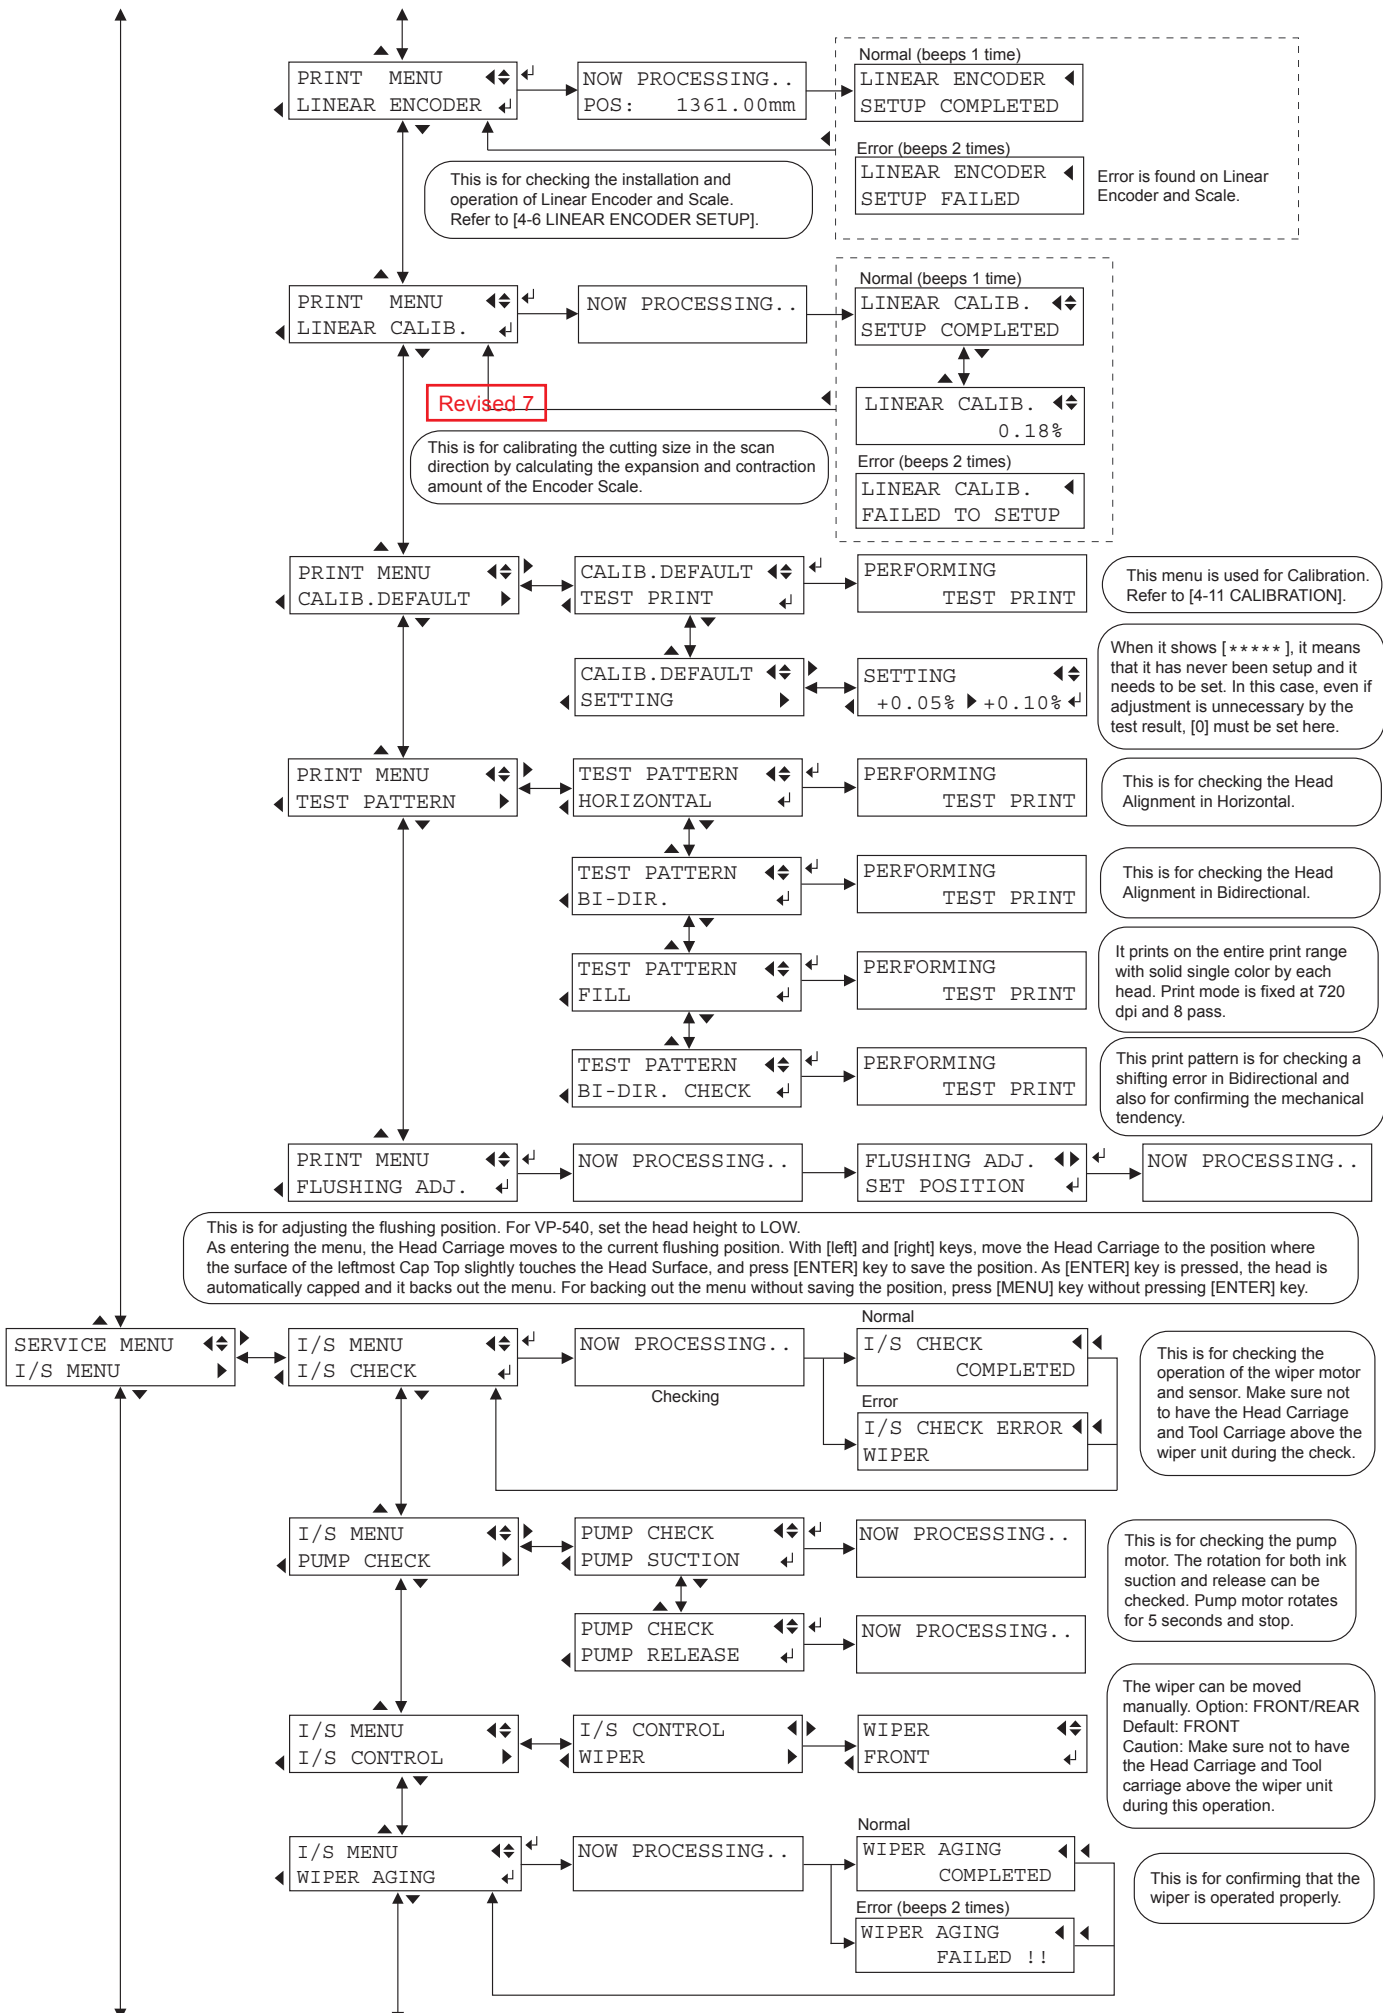 Normal (beeps 1 time)
PRINT MENU
LINEAR ENCODER
NOW PROCESSING..
POS: 1361.00mm
LINEAR ENCODER
SETUP COMPLETED
Error (beeps 2 times)
LINEAR ENCODER
SETUP FAILED
Error is found on Linear
Encoder and Scale.
This is for checking the installation and
operation of Linear Encoder and Scale.
Refer to [4-6 LINEAR ENCODER SETUP].
Normal (beeps 1 time)
PRINT MENU
LINEAR CALIB.
NOW PROCESSING..
LINEAR CALIB.
SETUP COMPLETED
Revised 7
LINEAR CALIB.
0.18%
This is for calibrating the cutting size in the scan
direction by calculating the expansion and contraction
amount of the Encoder Scale.
Error (beeps 2 times)
LINEAR CALIB.
FAILED TO SETUP
PRINT MENU
CALIB.DEFAULT
CALIB.DEFAULT
TEST PRINT
PERFORMING
TEST PRINT
This menu is used for Calibration.
Refer to [4-11 CALIBRATION].
CALIB.DEFAULT
SETTING
SETTING
+0.05% ▶ +0.10%
When it shows [*****], it means
that it has never been setup and it
needs to be set. In this case, even if
adjustment is unnecessary by the
test result, [0] must be set here.
PRINT MENU
TEST PATTERN
TEST PATTERN
HORIZONTAL
PERFORMING
TEST PRINT
This is for checking the Head
Alignment in Horizontal.
TEST PATTERN
BI-DIR.
PERFORMING
TEST PRINT
This is for checking the Head
Alignment in Bidirectional.
TEST PATTERN
FILL
PERFORMING
TEST PRINT
It prints on the entire print range
with solid single color by each
head. Print mode is fixed at 720
dpi and 8 pass.
TEST PATTERN
BI-DIR. CHECK
PERFORMING
TEST PRINT
This print pattern is for checking a
shifting error in Bidirectional and
also for confirming the mechanical
tendency.
PRINT MENU
FLUSHING ADJ.
NOW PROCESSING..
FLUSHING ADJ.
SET POSITION
NOW PROCESSING..
This is for adjusting the flushing position. For VP-540, set the head height to LOW.
As entering the menu, the Head Carriage moves to the current flushing position. With [left] and [right] keys, move the Head Carriage to the position where
the surface of the leftmost Cap Top slightly touches the Head Surface, and press [ENTER] key to save the position. As [ENTER] key is pressed, the head is
automatically capped and it backs out the menu. For backing out the menu without saving the position, press [MENU] key without pressing [ENTER] key.
SERVICE MENU
I/S MENU
I/S MENU
I/S CHECK
NOW PROCESSING..
Checking
Normal
I/S CHECK
COMPLETED
Error
I/S CHECK ERROR
WIPER
This is for checking the
operation of the wiper motor
and sensor. Make sure not
to have the Head Carriage
and Tool Carriage above the
wiper unit during the check.
I/S MENU
PUMP CHECK
PUMP CHECK
PUMP SUCTION
NOW PROCESSING..
PUMP CHECK
PUMP RELEASE
NOW PROCESSING..
This is for checking the pump
motor. The rotation for both ink
suction and release can be
checked. Pump motor rotates
for 5 seconds and stop.
I/S MENU
I/S CONTROL
I/S CONTROL
WIPER
WIPER
FRONT
The wiper can be moved
manually. Option: FRONT/REAR
Default: FRONT
Caution: Make sure not to have
the Head Carriage and Tool
carriage above the wiper unit
during this operation.
I/S MENU
WIPER AGING
NOW PROCESSING..
Normal
WIPER AGING
COMPLETED
Error (beeps 2 times)
WIPER AGING
FAILED !!
This is for confirming that the
wiper is operated properly.